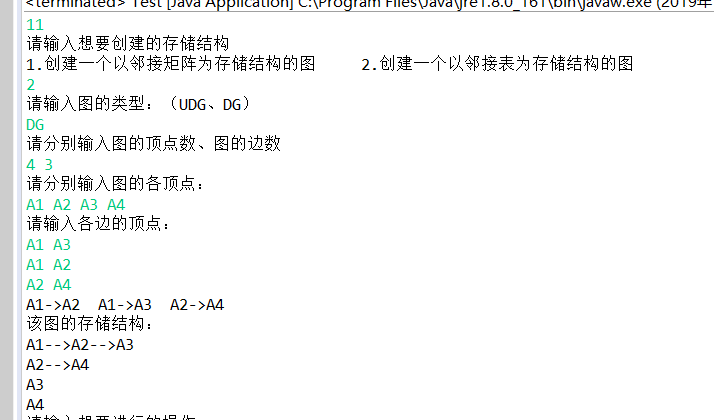 <terminated> Test [Java Application] C:\Program Files\Java\jre1.8.0_161\bin\javaw.exe (2019年
11
请输入想要创建的存储结构
1.创建一个以邻接矩阵为存储结构的图 2.创建一个以邻接表为存储结构的图
2
请输入图的类型：（UDG、DG）
DG
请分别输入图的顶点数、图的边数
4 3
请分别输入图的各顶点：
A1 A2 A3 A4
请输入各边的顶点：
A1 A3
A1 A2
A2 A4
A1->A2 A1->A3 A2->A4
该图的存储结构：
A1-->A2-->A3
A2-->A4
A3
A4
请输入想要进行的操作